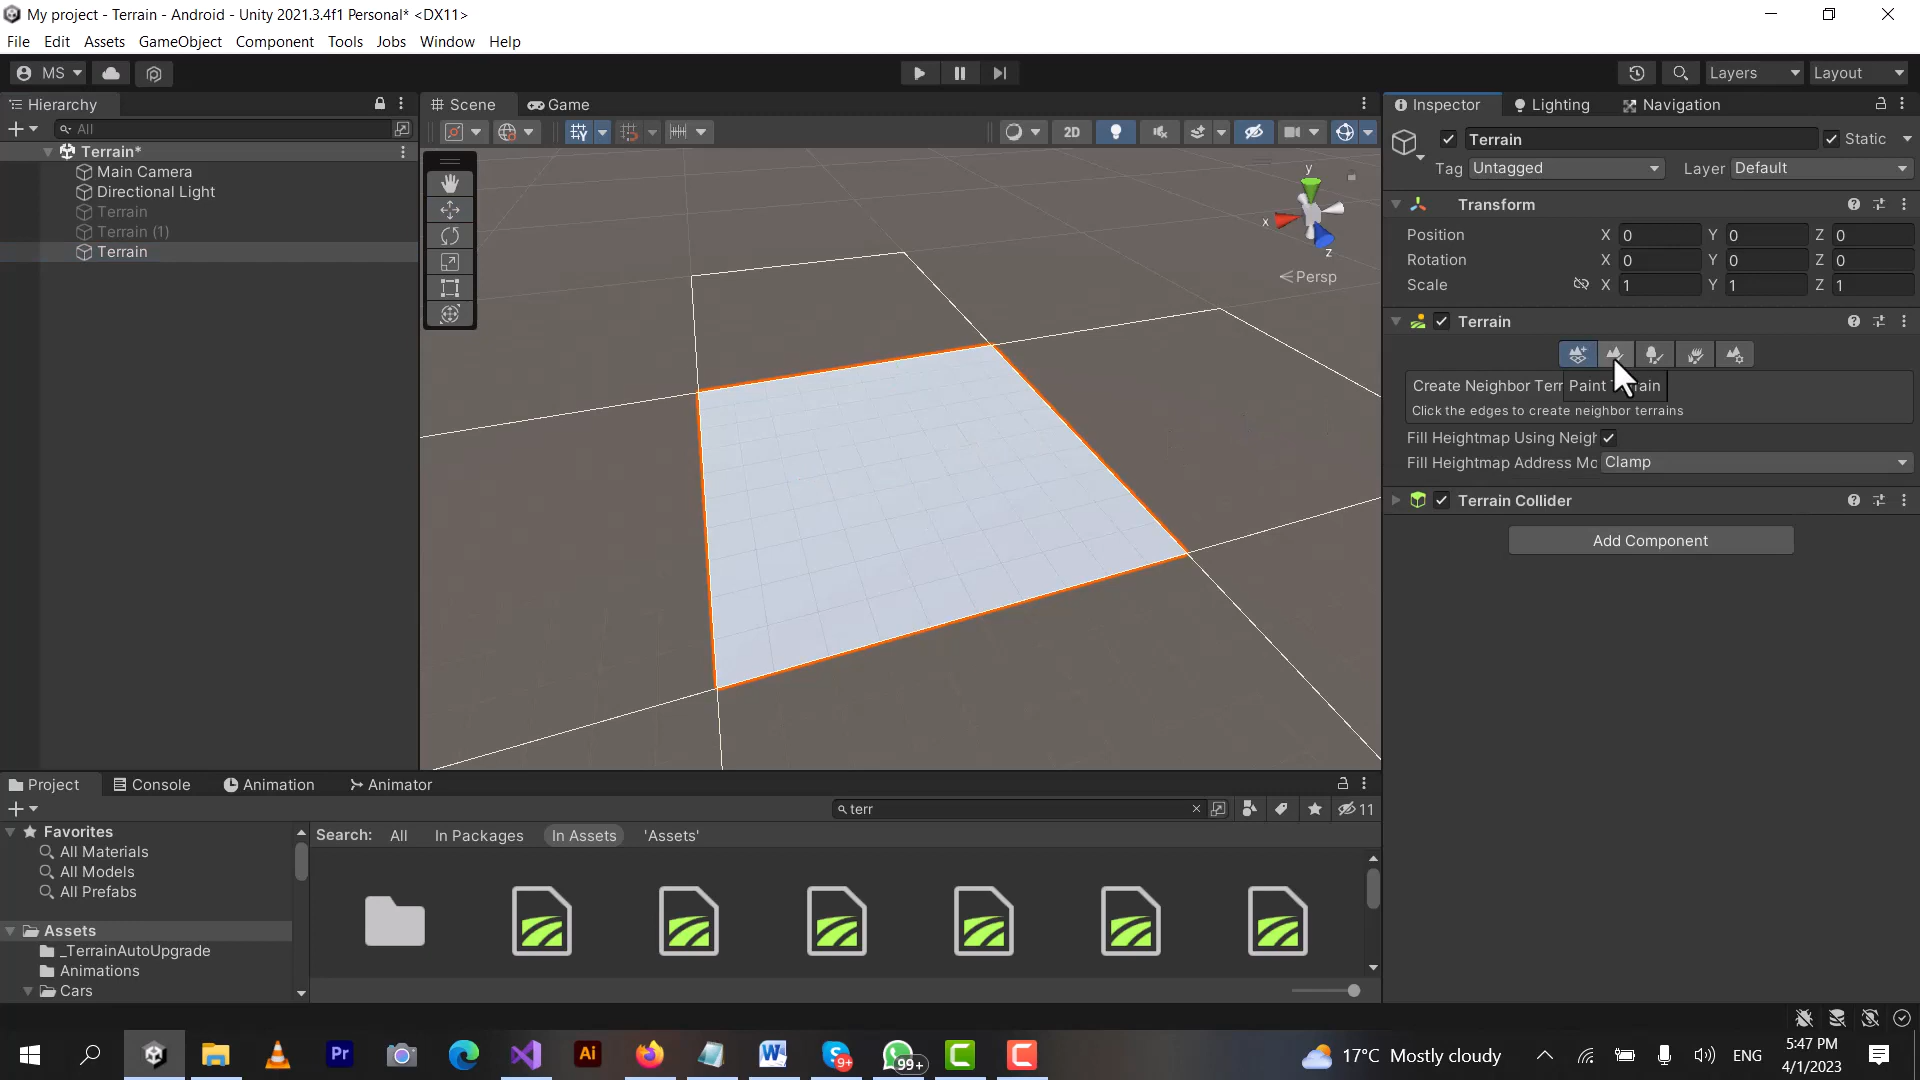 My project - Terrain - Android - Unity 2021.3.4f1 Personal* <DX11>
File Edit Assets GameObject Component Tools Jobs Window Help
MS Layers Layout
Hierarchy
All
Terrain*
Main Camera
Directional Light
Terrain
Terrain (1)
Terrain
Scene Game
2D
y
x
z
Persp
Inspector Lighting Navigation
Terrain Static
Tag Untagged Layer Default
Transform
Position X 0 Y 0 Z 0
Rotation X 0 Y 0 Z 0
Scale X 1 Y 1 Z 1
Terrain
Create Neighbor Terr
Paint
Click the edges to create neighbor terrains
Fill Heightmap Using Neigh
Fill Heightmap Address Mo Clamp
Terrain Collider
Add Component
Project Console Animation Animator
terr 11
Favorites
All Materials
All Models
All Prefabs
Assets
_TerrainAutoUpgrade
Animations
Cars
Search: All In Packages In Assets 'Assets'
Pr Ai 9+ 99+ 17°C Mostly cloudy ENG
5:47 PM
4/1/2023